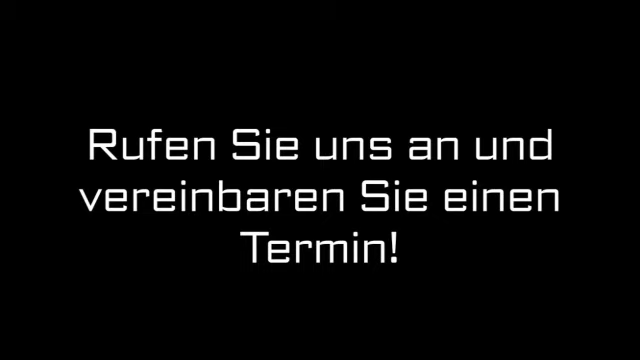 Rufen Sie uns an und
vereinbaren Sie einen
Termin!